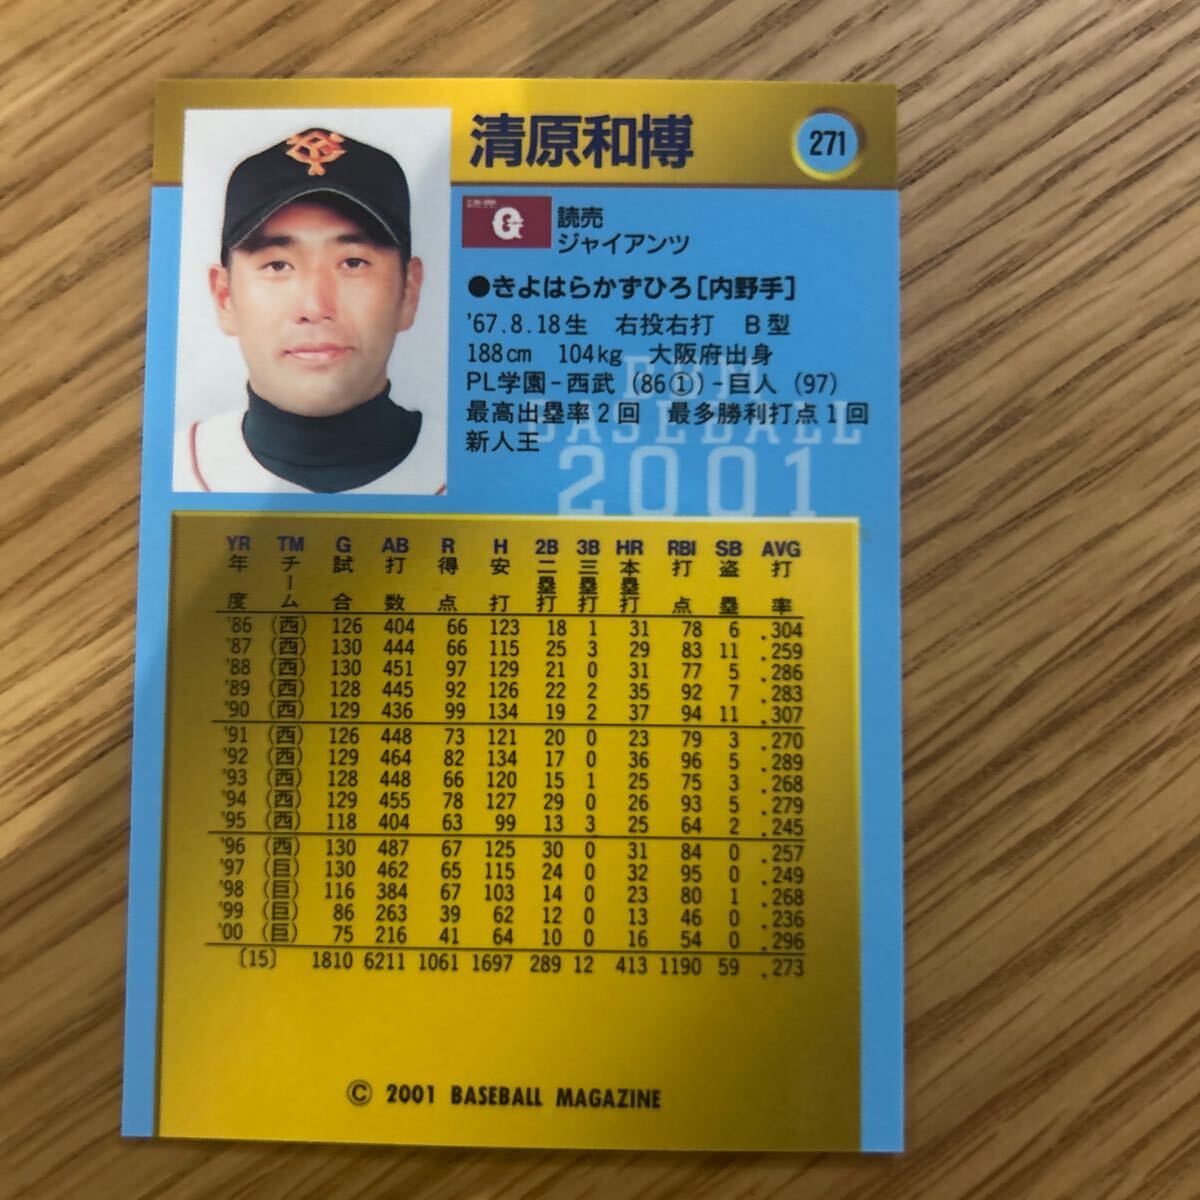 清原和博
271
読売
G
読売
ジャイアンツ
●きよはらかずひろ[内野手]
'67.8.18生 右投右打 B型
188cm 104kg 大阪府出身
PL学園-西武(86①)-巨人(97)
最高出塁率2回 最多勝利打点1回
新人王
BBM
BASEBALL
2001
YR TM G AB R H 2B 3B HR RBI SB AVG
年度 チーム 試合 打数 得点 安打 二塁打 三塁打 本塁打 打点 盗塁 打率
'86 (西) 126 404 66 123 18 1 31 78 6 .304
'87 (西) 130 444 66 115 25 3 29 83 11 .259
'88 (西) 130 451 97 129 21 0 31 77 5 .286
'89 (西) 128 445 92 126 22 2 35 92 7 .283
'90 (西) 129 436 99 134 19 2 37 94 11 .307
'91 (西) 126 448 73 121 20 0 23 79 3 .270
'92 (西) 129 464 82 134 17 0 36 96 5 .289
'93 (西) 128 448 66 120 15 1 25 75 3 .268
'94 (西) 129 455 78 127 29 0 26 93 5 .279
'95 (西) 118 404 63 99 13 3 25 64 2 .245
'96 (西) 130 487 67 125 30 0 31 84 0 .257
'97 (巨) 130 462 65 115 24 0 32 95 0 .249
'98 (巨) 116 384 67 103 14 0 23 80 1 .268
'99 (巨) 86 263 39 62 12 0 13 46 0 .236
'00 (巨) 75 216 41 64 10 0 16 54 0 .296
〔15〕 1810 6211 1061 1697 289 12 413 1190 59 .273
© 2001 BASEBALL MAGAZINE